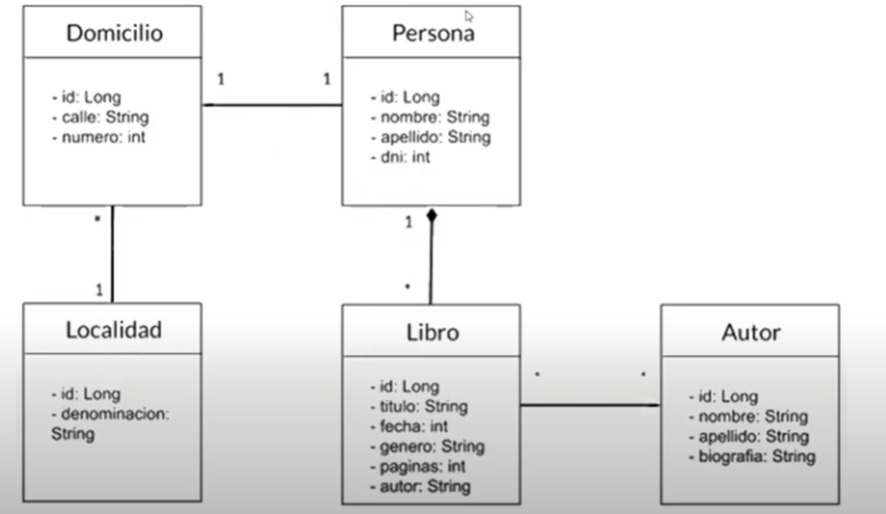 Domicilio
- id: Long
- calle: String
- numero: int
1
1
Persona
- id: Long
- nombre: String
- apellido: String
- dni: int
*
1
1
*
Localidad
- id: Long
- denominacion:
String
Libro
- id: Long
- titulo: String
- fecha: int
- genero: String
- paginas: int
- autor: String
*
*
Autor
- id: Long
- nombre: String
- apellido: String
- biografia: String